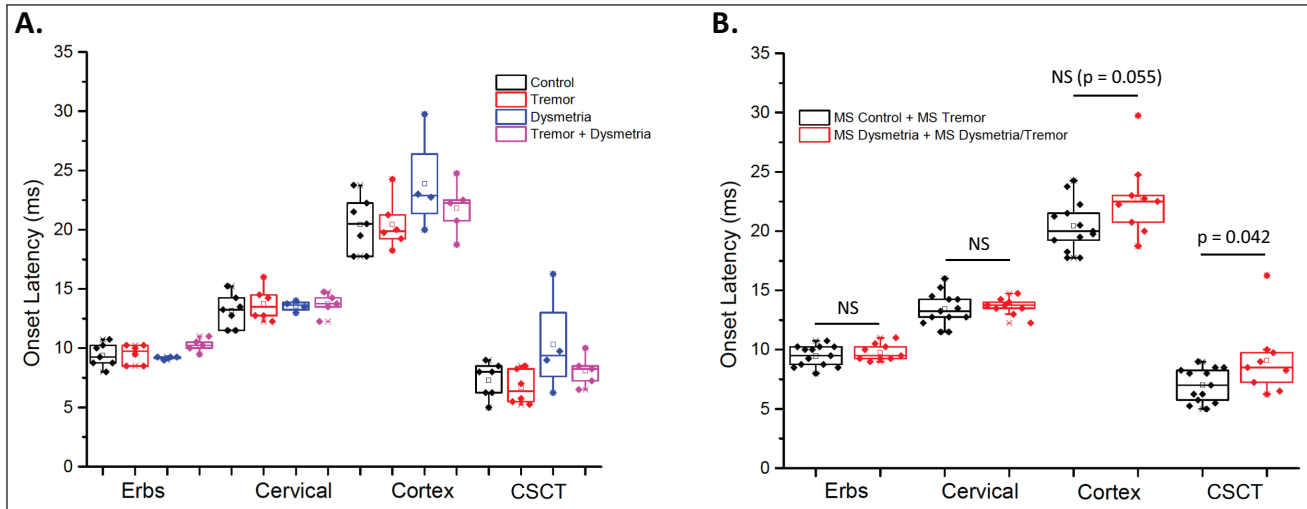 A.
Onset Latency (ms)
35
30
25
20
15
10
5
0
Control
Tremor
Dysmetria
Tremor + Dysmetria
Erbs Cervical Cortex CSCT
B.
Onset Latency (ms)
35
30
25
20
15
10
5
0
NS (p = 0.055)
MS Control + MS Tremor
MS Dysmetria + MS Dysmetria/Tremor
NS
p = 0.042
NS
Erbs Cervical Cortex CSCT